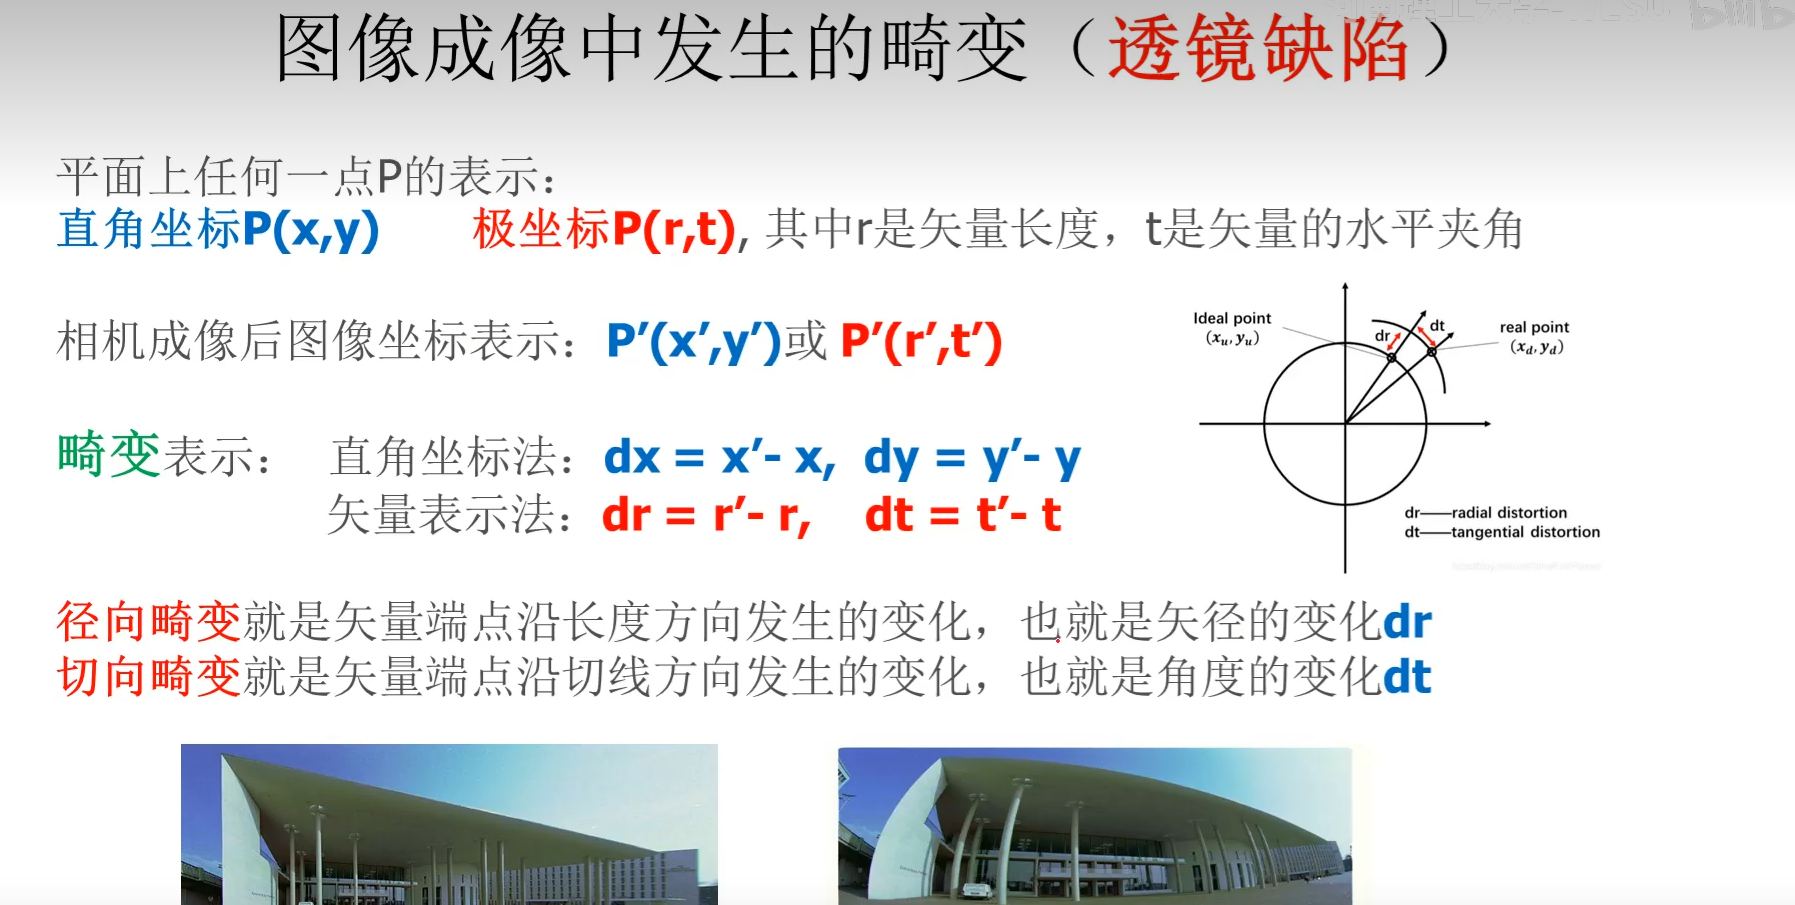 图像成像中发生的畸变（透镜缺陷）
平面上任何一点P的表示：
直角坐标P(x,y) 极坐标P(r,t), 其中r是矢量长度，t是矢量的水平夹角
相机成像后图像坐标表示：P′(x′,y′)或 P′(r′,t′)
Ideal point
(xᵤ, yᵤ)
dr
dt
real point
(x_d, y_d)
畸变表示： 直角坐标法：dx = x′- x, dy = y′- y
矢量表示法：dr = r′- r, dt = t′- t
dr——radial distortion
dt——tangential distortion
径向畸变就是矢量端点沿长度方向发生的变化，也就是矢径的变化dr
切向畸变就是矢量端点沿切线方向发生的变化，也就是角度的变化dt